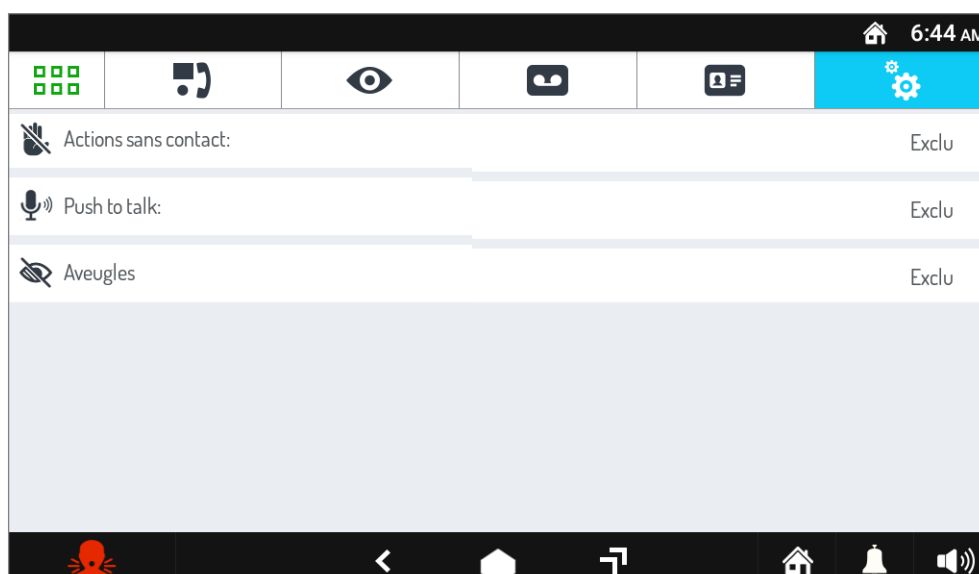 6:44 AM
Actions sans contact:
Exclu
Push to talk:
Exclu
Aveugles
Exclu